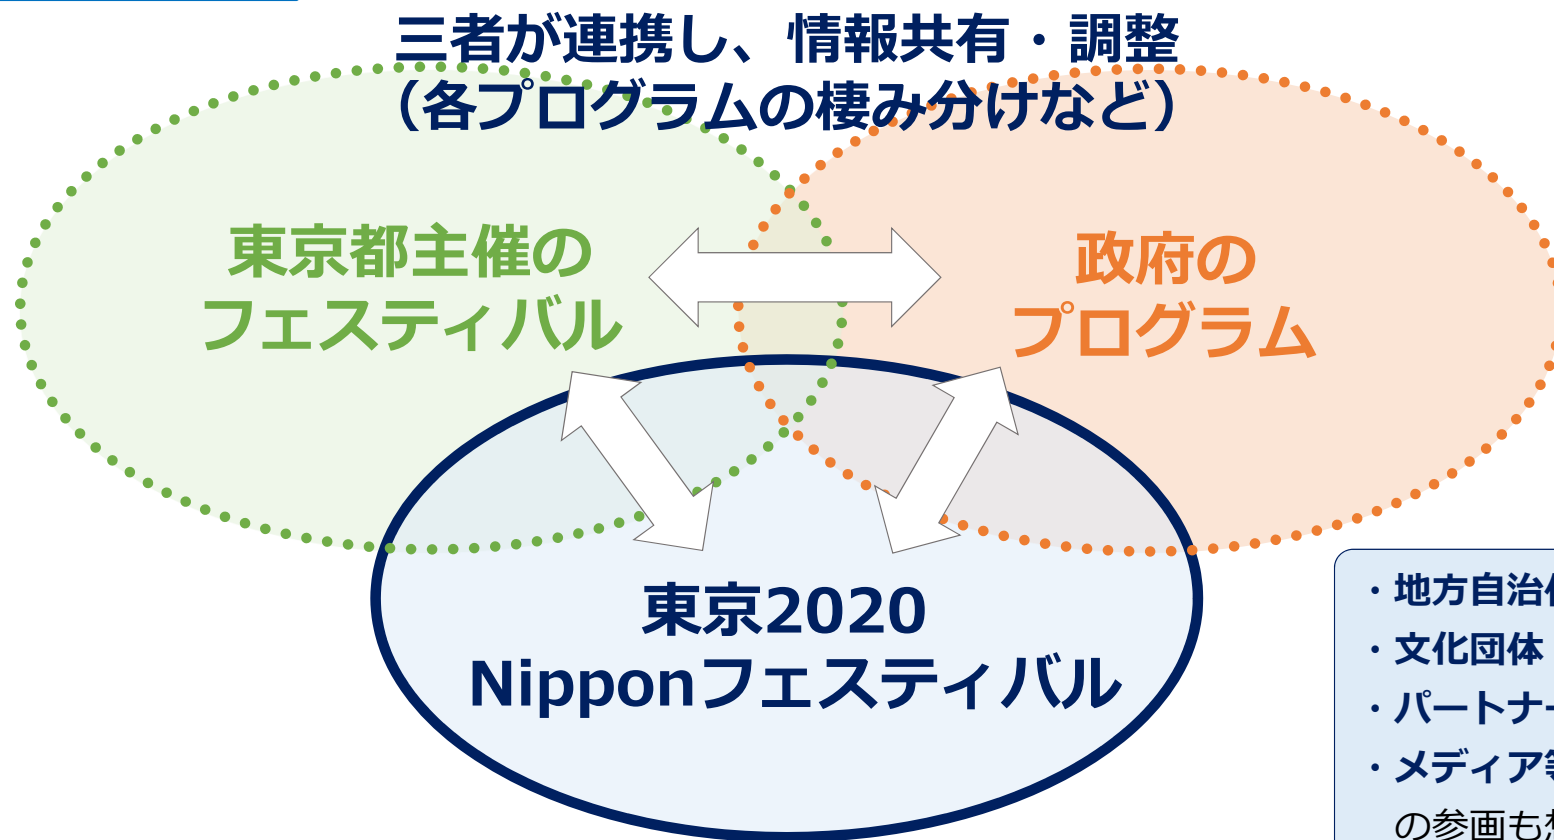 三者が連携し、情報共有・調整
（各プログラムの棲み分けなど）
東京都主催の
フェスティバル
政府の
プログラム
東京2020
Nipponフェスティバル
・地方自治
・文化団体
・パートナー
・メディア等
の参画も